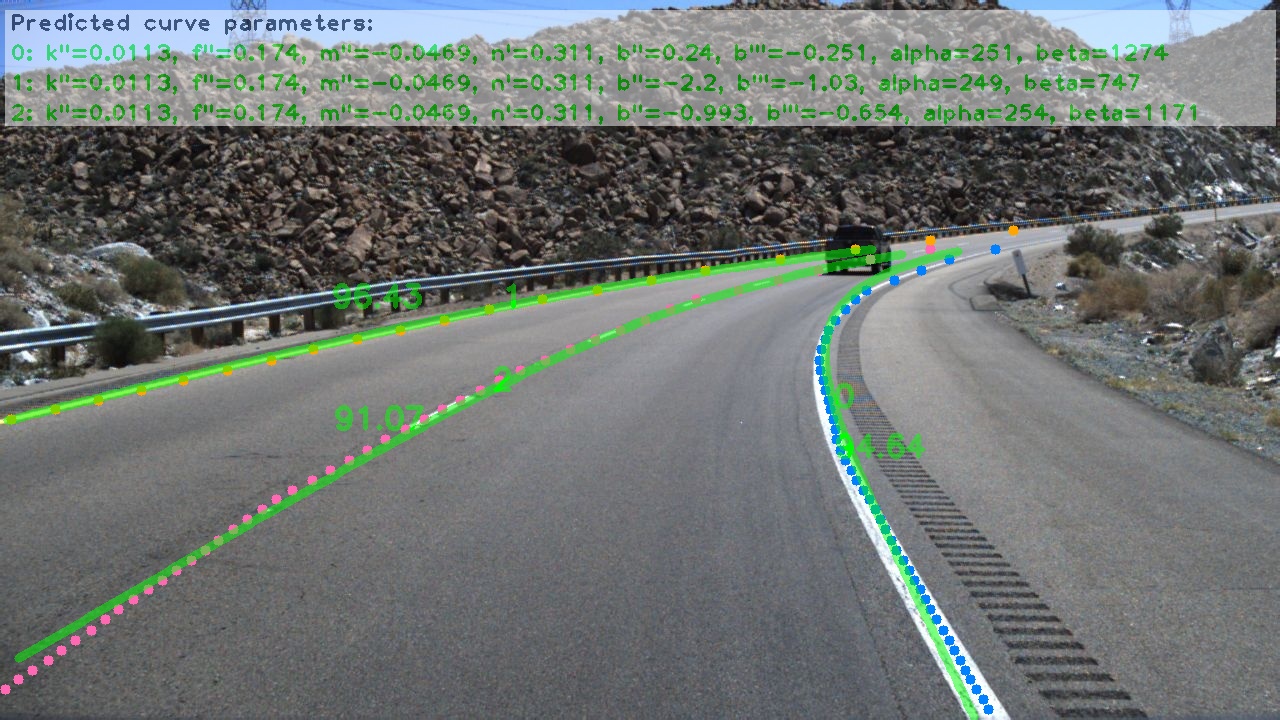 Predicted curve parameters:
0: k''=0.0113, f''=0.174, m''=-0.0469, n'=0.311, b''=0.24, b'''=-0.251, alpha=251, beta=1274
1: k''=0.0113, f''=0.174, m''=-0.0469, n'=0.311, b''=-2.2, b'''=-1.03, alpha=249, beta=747
2: k''=0.0113, f''=0.174, m''=-0.0469, n'=0.311, b''=-0.993, b'''=-0.654, alpha=254, beta=1171
96.43 1
2
91.07
0